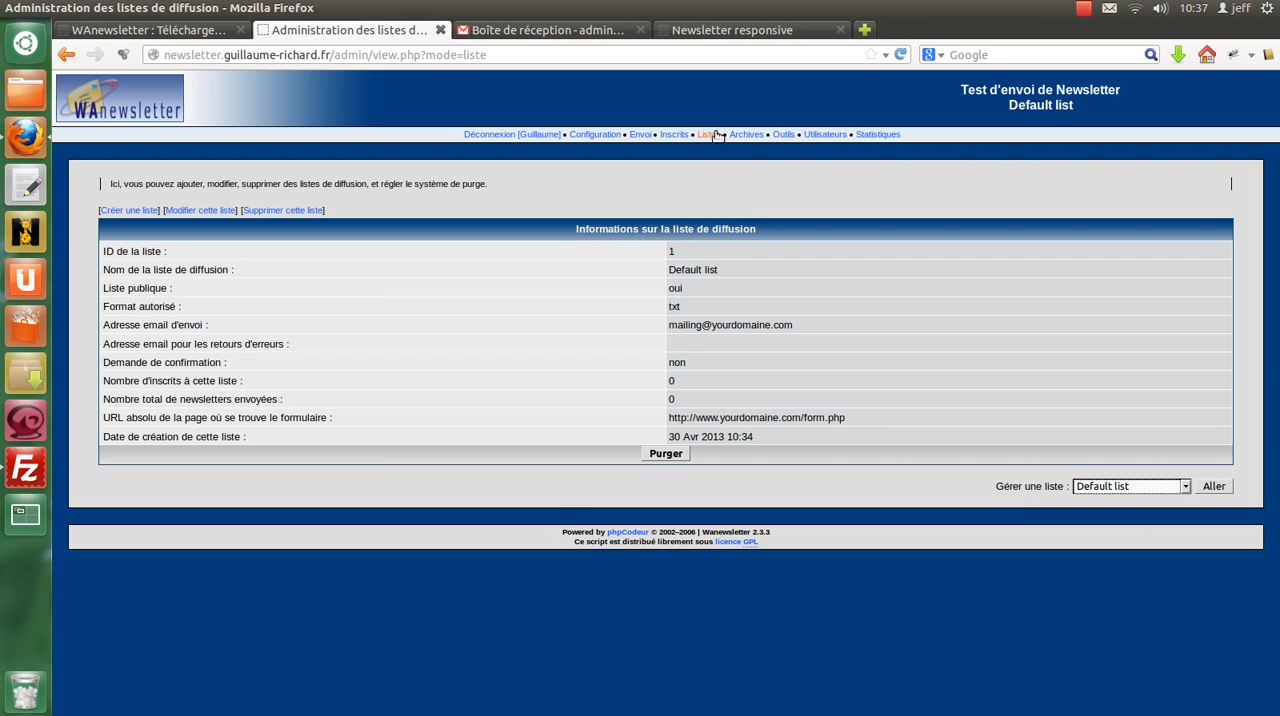 Administration des listes de diffusion - Mozilla Firefox
10:37 jeff
WAnewsletter : Télécharge...
Administration des listes d...
Boîte de réception - admin...
Newsletter responsive
newsletter.guillaume-richard.fr/admin/view.php?mode=liste
Google
WAnewsletter
Test d'envoi de Newsletter
Default list
Déconnexion [Guillaume] • Configuration • Envoi • Inscrits • • Archives • Outils • Utilisateurs • Statistiques
Ici, vous pouvez ajouter, modifier, supprimer des listes de diffusion, et régler le système de purge.
[Créer une liste] [Modifier cette liste] [Supprimer cette liste]
Informations sur la liste de diffusion
ID de la liste : 1
Nom de la liste de diffusion : Default list
Liste publique : oui
Format autorisé : txt
Adresse email d'envoi : mailing@yourdomaine.com
Adresse email pour les retours d'erreurs :
Demande de confirmation : non
Nombre d'inscrits à cette liste : 0
Nombre total de newsletters envoyées : 0
URL absolu de la page où se trouve le formulaire : http://www.yourdomaine.com/form.php
Date de création de cette liste : 30 Avr 2013 10:34
Purger
Gérer une liste : Default list Aller
Powered by phpCodeur © 2002–2006 | Wanewsletter 2.3.3
Ce script est distribué librement sous licence GPL